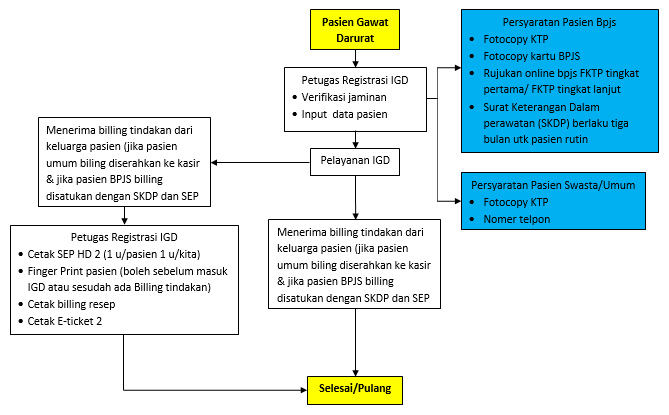 Pasien Gawat
Darurat
Petugas Registrasi IGD
• Verifikasi jaminan
• Input data pasien
Persyaratan Pasien Bpjs
• Fotocopy KTP
• Fotocopy kartu BPJS
• Rujukan online bpjs FKTP tingkat
pertama/ FKTP tingkat lanjut
• Surat Keterangan Dalam
perawatan (SKDP) berlaku tiga
bulan utk pasien rutin
Menerima billing tindakan dari
keluarga pasien (jika pasien
umum biling diserahkan ke kasir
& jika pasien BPJS billing
disatukan dengan SKDP dan SEP
Pelayanan IGD
Persyaratan Pasien Swasta/Umum
• Fotocopy KTP
• Nomer telpon
Petugas Registrasi IGD
• Cetak SEP HD 2 (1 u/pasien 1 u/kita)
• Finger Print pasien (boleh sebelum masuk
IGD atau sesudah ada Billing tindakan)
• Cetak billing resep
• Cetak E-ticket 2
Menerima billing tindakan dari
keluarga pasien (jika pasien
umum biling diserahkan ke kasir
& jika pasien BPJS billing
disatukan dengan SKDP dan SEP
Selesai/Pulang